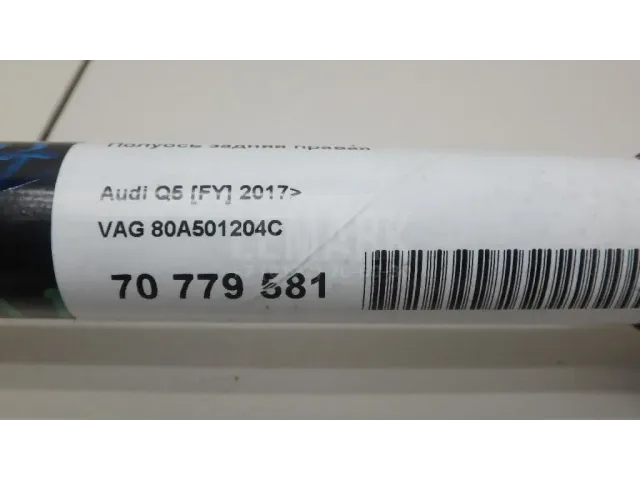 Полуось задняя правая
Audi Q5 [FY] 2017>
VAG 80A501204C
70 779 581